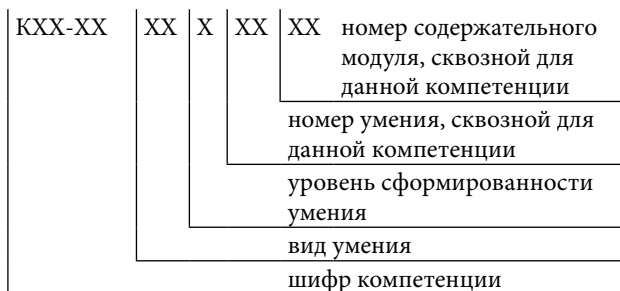 КХХ-ХХ ХХ Х ХХ ХХ номер содержательного
модуля, сквозной для
данной компетенции
номер умения, сквозной для
данной компетенции
уровень сформированности
умения
вид умения
шифр компетенции